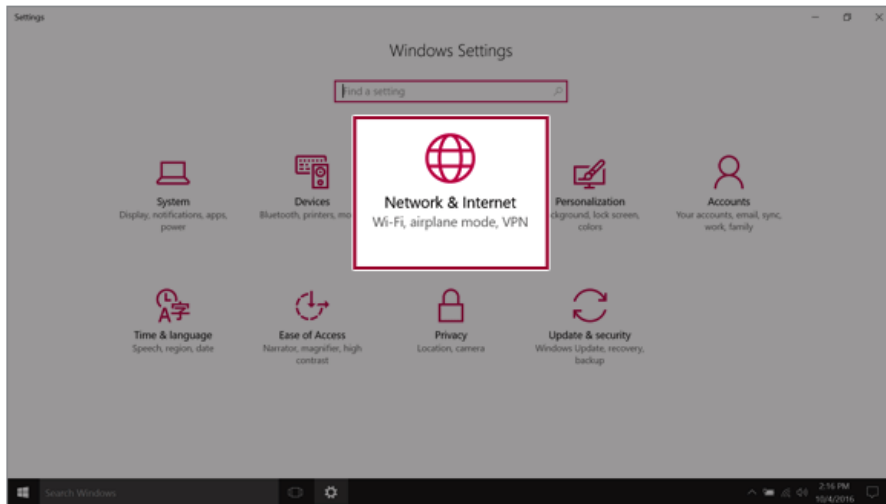 Settings
Windows Settings
Find a setting
System
Display, notifications, apps,
power
Devices
Bluetooth, printers, mo
Network & Internet
Wi-Fi, airplane mode, VPN
Personalization
ckground, lock screen,
colors
Accounts
Your accounts, email, sync,
work, family
Time & language
Speech, region, date
Ease of Access
Narrator, magnifier, high
contrast
Privacy
Location, camera
Update & security
Windows Update, recovery,
backup
Search Windows
2:16 PM
10/4/2016